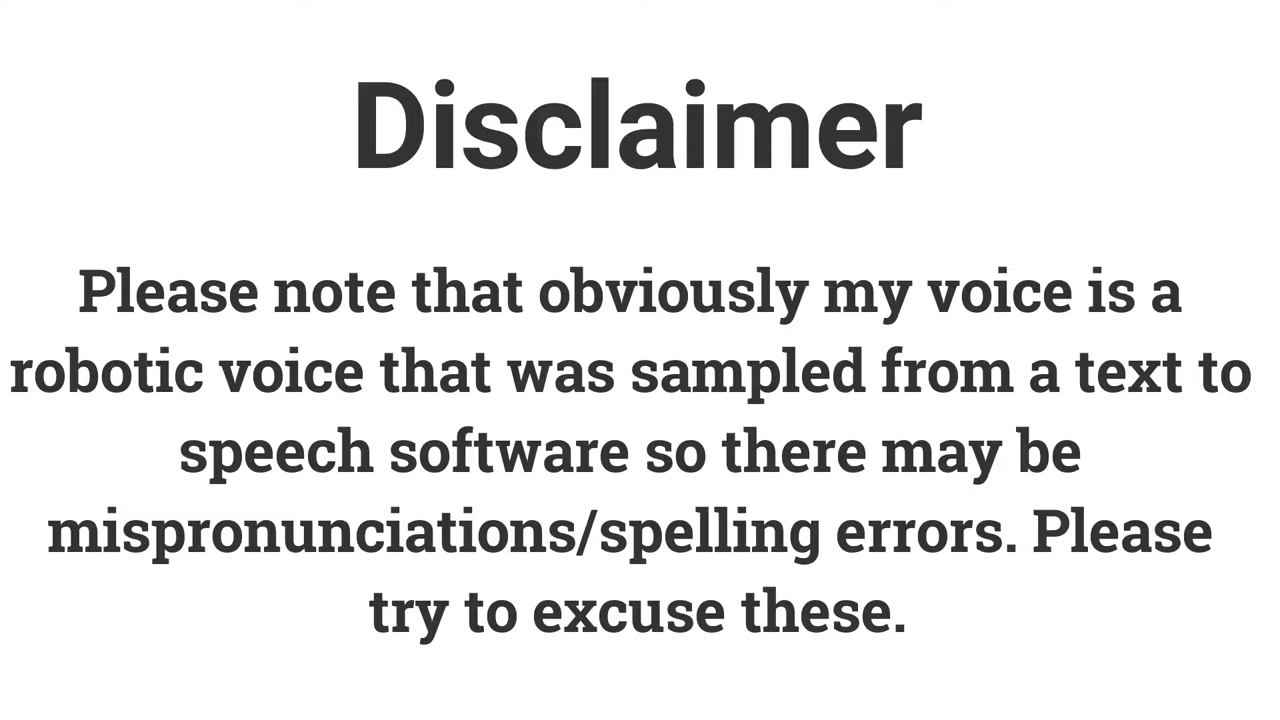 Disclaimer
Please note that obviously my voice is a
robotic voice that was sampled from a text to
speech software so there may be
mispronunciations/spelling errors. Please
try to excuse these.